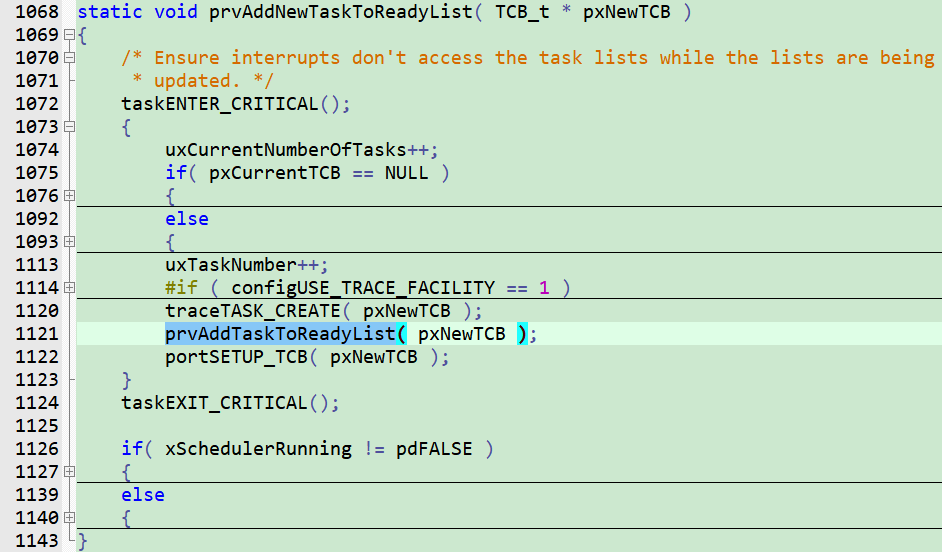 1068 static void prvAddNewTaskToReadyList( TCB_t * pxNewTCB )
1069 {
1070 /* Ensure interrupts don't access the task lists while the lists are being
1071 * updated. */
1072 taskENTER_CRITICAL();
1073 {
1074 uxCurrentNumberOfTasks++;
1075 if( pxCurrentTCB == NULL )
1076 {
1092 else
1093 {
1113 uxTaskNumber++;
1114 #if ( configUSE_TRACE_FACILITY == 1 )
1120 traceTASK_CREATE( pxNewTCB );
1121 prvAddTaskToReadyList( pxNewTCB );
1122 portSETUP_TCB( pxNewTCB );
1123 }
1124 taskEXIT_CRITICAL();
1125
1126 if( xSchedulerRunning != pdFALSE )
1127 {
1139 else
1140 {
1143 }